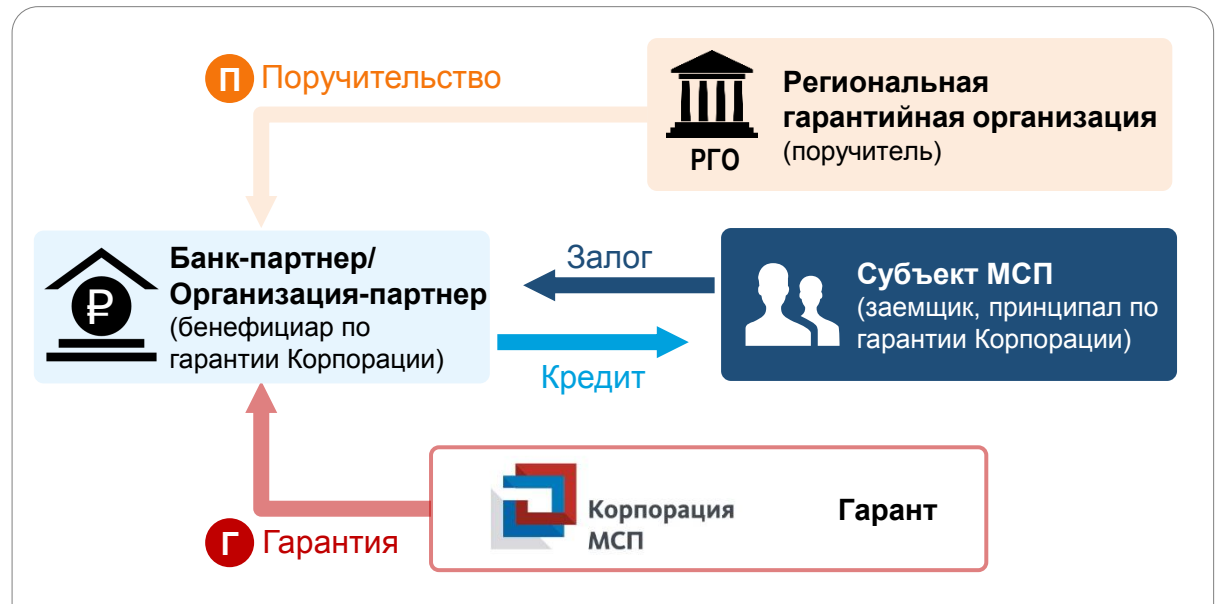 П Поручительство
Региональная
гарантийная организация
(поручитель)
РГО
Банк-партнер/
Организация-партнер
(бенефициар по
гарантии Корпорации)
₽
Залог
Кредит
Субъект МСП
(заемщик, принципал по
гарантии Корпорации)
Корпорация
МСП
Гарант
Г Гарантия